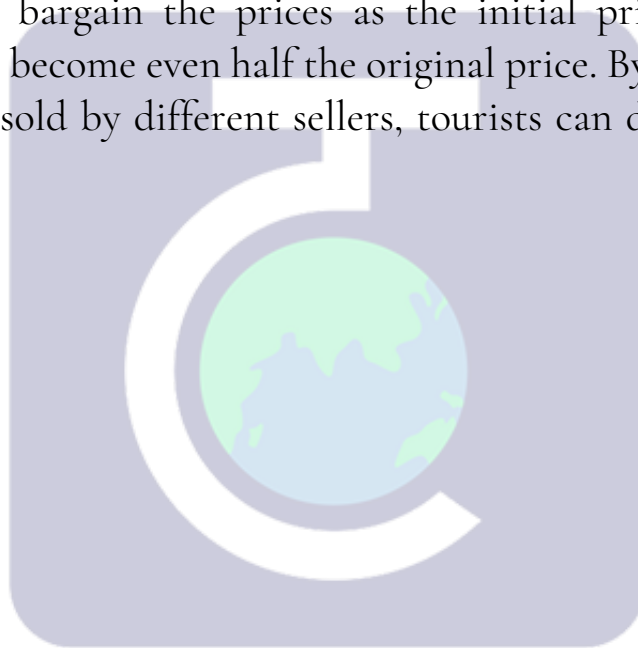 bargain the prices as the initial pri
become even half the original price. By
sold by different sellers, tourists can d